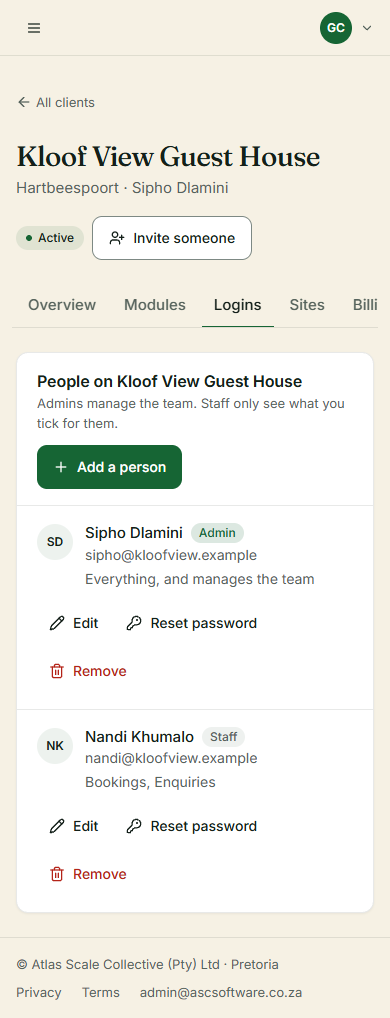 GC
All clients
Kloof View Guest House
Hartbeespoort · Sipho Dlamini
Active
Invite someone
Overview Modules Logins Sites Billi
People on Kloof View Guest House
Admins manage the team. Staff only see what you
tick for them.
Add a person
SD
Sipho Dlamini Admin
sipho@kloofview.example
Everything, and manages the team
Edit Reset password
Remove
NK
Nandi Khumalo Staff
nandi@kloofview.example
Bookings, Enquiries
Edit Reset password
Remove
© Atlas Scale Collective (Pty) Ltd · Pretoria
Privacy Terms admin@ascsoftware.co.za